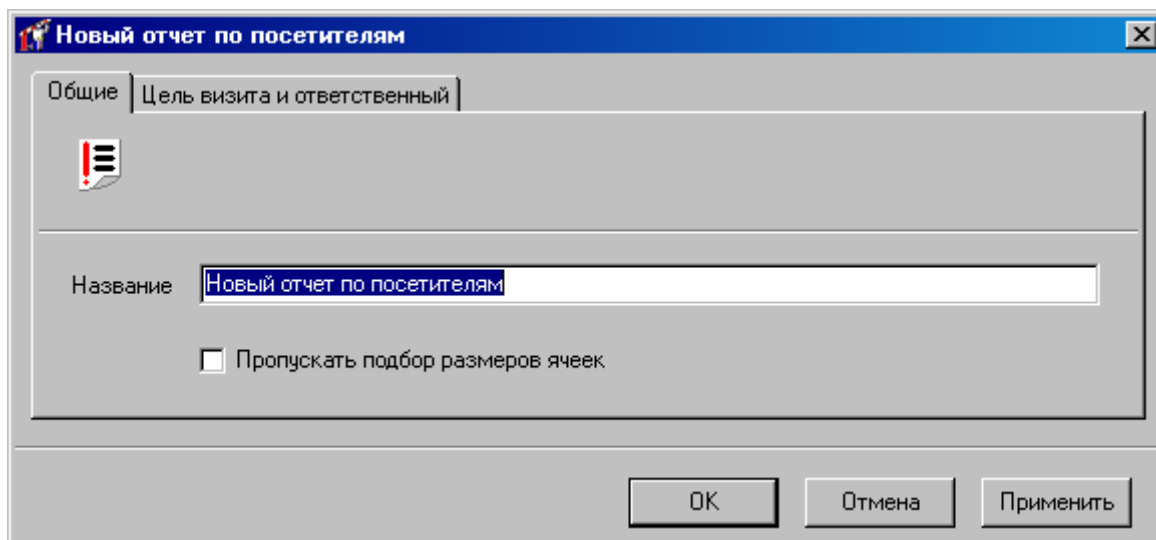 Новый отчет по посетителям
Общие Цель визита и ответственный
Название Новый отчет по посетителям
Пропускать подбор размеров ячеек
OK Отмена Применить